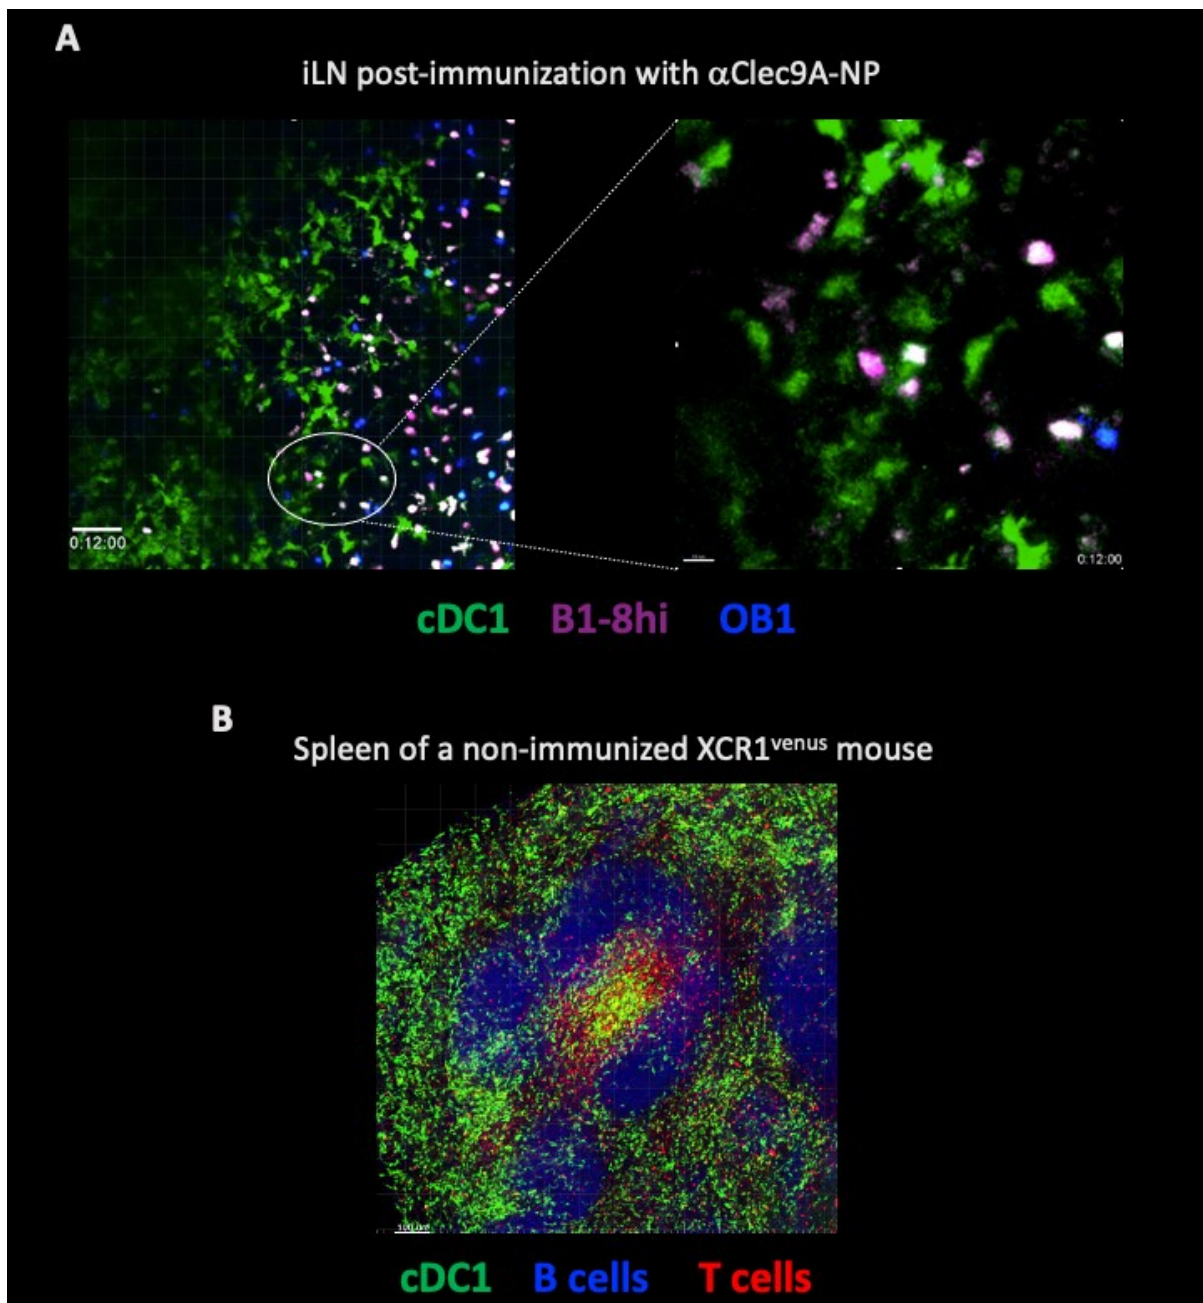 A
iLN post-immunization with αClec9A-NP
0:12:00
0:12:00
cDC1 B1-8hi OB1
B
Spleen of a non-immunized XCR1venus mouse
cDC1 B cells T cells